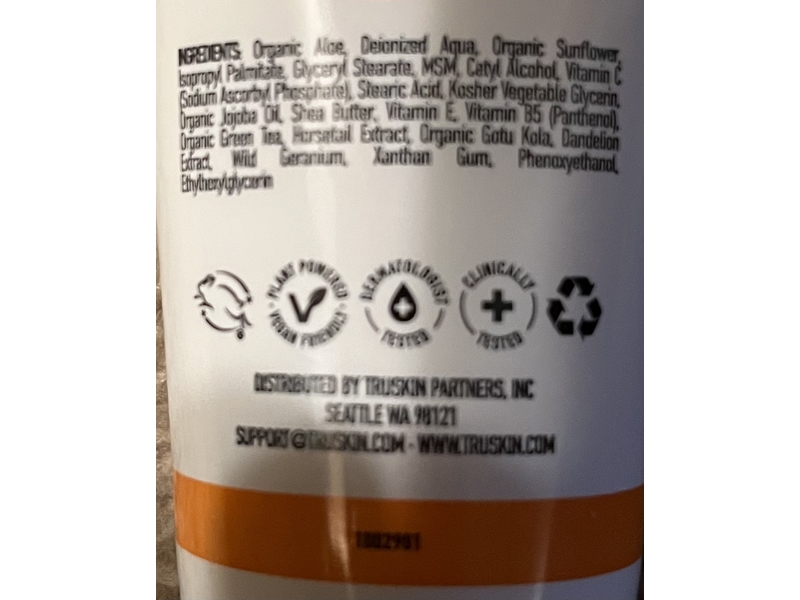 INGREDIENTS: Organic Aloe, Deionized Aqua, Organic Sunflower,
Isopropyl Palmitate, Glyceryl Stearate, MSM, Cetyl Alcohol, Vitamin C
(Sodium Ascorbyl Phosphate), Stearic Acid, Kosher Vegetable Glycerin,
Organic Jojoba Oil, Shea Butter, Vitamin E, Vitamin B5 (Panthenol),
Organic Green Tea, Horsetail Extract, Organic Gotu Kola, Dandelion
Extract, Wild Geranium, Xanthan Gum, Phenoxyethanol,
Ethylhexylglycerin
PLANT POWERED · VEGAN FRIENDLY ·
DERMATOLOGIST TESTED
CLINICALLY TESTED
DISTRIBUTED BY TRUSKIN PARTNERS, INC
SEATTLE WA 98121
SUPPORT@TRUSKIN.COM · WWW.TRUSKIN.COM
1002901